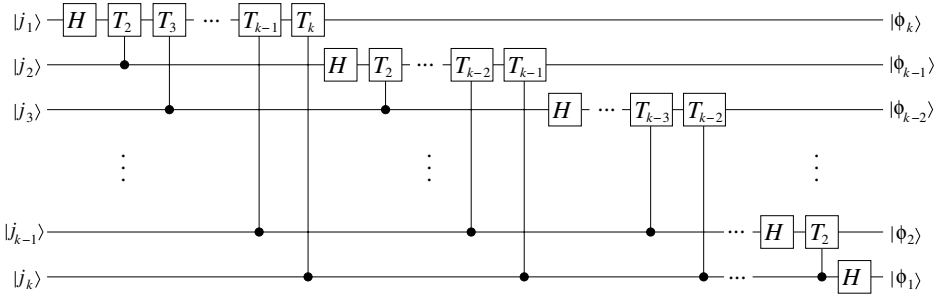 |j₁⟩ H T₂ T₃ ... Tₖ₋₁ Tₖ |ϕₖ⟩
|j₂⟩ H T₂ ... Tₖ₋₂ Tₖ₋₁ |ϕₖ₋₁⟩
|j₃⟩ H ... Tₖ₋₃ Tₖ₋₂ |ϕₖ₋₂⟩
⋮ ⋮ ⋮
|jₖ₋₁⟩ ... H T₂ |ϕ₂⟩
|jₖ⟩ ... H |ϕ₁⟩